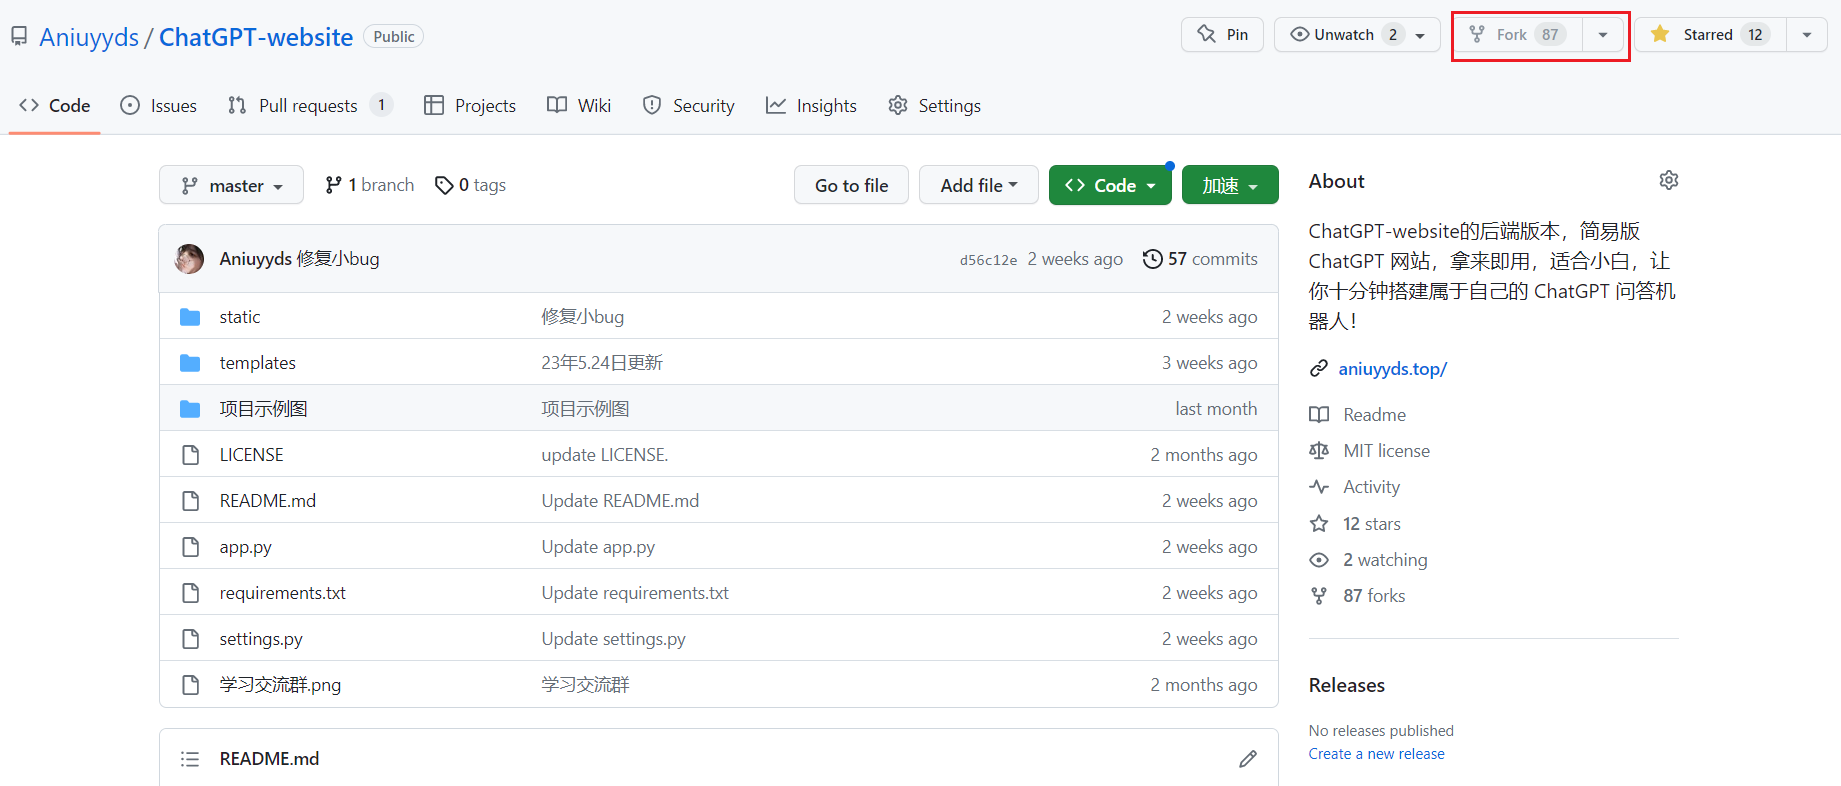 Aniuyyds / ChatGPT-website Public Pin Unwatch 2 Fork 87 Starred 12
Code Issues Pull requests 1 Projects Wiki Security Insights Settings
master 1 branch 0 tags Go to file Add file Code 加速
Aniuyyds 修复小bug d56c12e 2 weeks ago 57 commits
static 修复小bug 2 weeks ago
templates 23年5.24日更新 3 weeks ago
项目示例图 项目示例图 last month
LICENSE update LICENSE. 2 months ago
README.md Update README.md 2 weeks ago
app.py Update app.py 2 weeks ago
requirements.txt Update requirements.txt 2 weeks ago
settings.py Update settings.py 2 weeks ago
学习交流群.png 学习交流群 2 months ago
README.md
About
ChatGPT-website的后端版本，简易版
ChatGPT 网站，拿来即用，适合小白，让
你十分钟搭建属于自己的 ChatGPT 问答机
器人！
aniuyyds.top/
Readme
MIT license
Activity
12 stars
2 watching
87 forks
Releases
No releases published
Create a new release